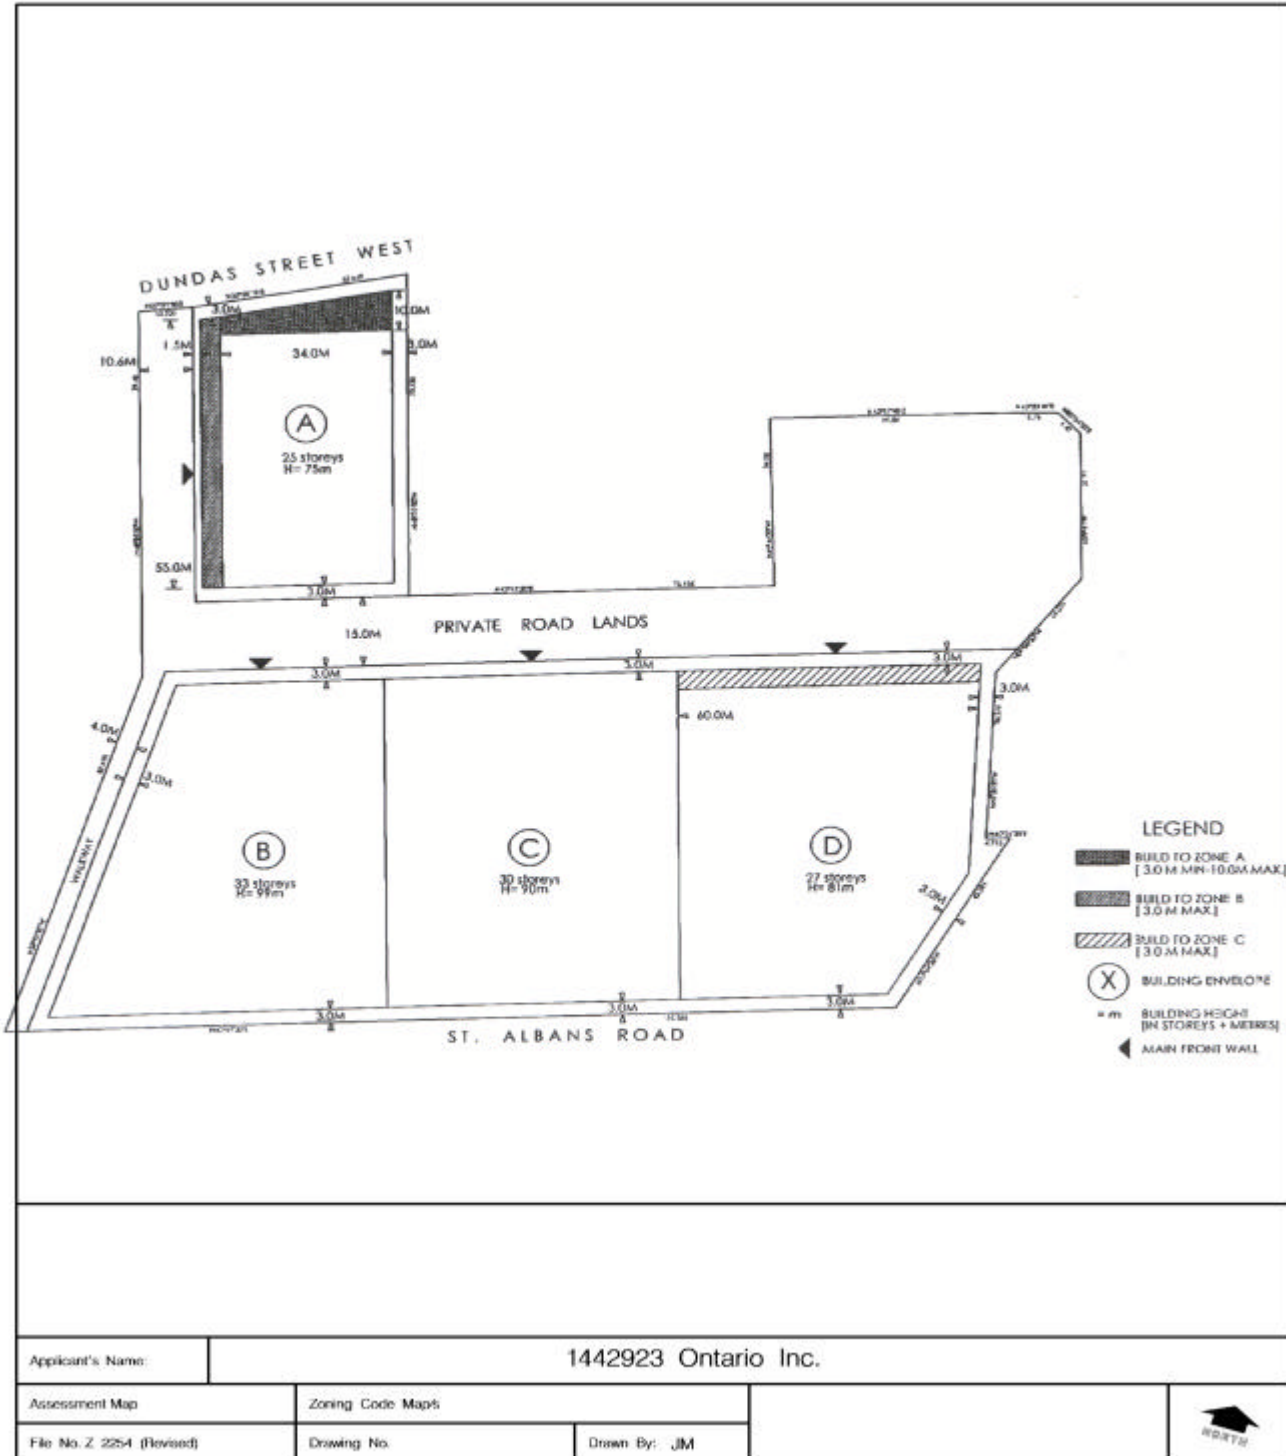 DUNDAS STREET WEST
3.0M
10.0M
1.5M
34.0M
3.0M
10.6M
A
25 storeys
H= 75m
55.0M
3.0M
15.0M
PRIVATE ROAD LANDS
3.0M
3.0M
3.0M
3.0M
60.0M
4.0M
3.0M
WALKWAY
B
33 storeys
H= 99m
C
30 storeys
H= 90m
D
27 storeys
H= 81m
3.0M
3.0M
3.0M
3.0M
ST. ALBANS ROAD
LEGEND
BUILD TO ZONE A
[ 3.0 M MIN-10.0M MAX.]
BUILD TO ZONE B
[ 3.0 M MAX.]
BUILD TO ZONE C
[ 3.0 M MAX.]
X
BUILDING ENVELOPE
= m
BUILDING HEIGHT
[IN STOREYS + METRES]
MAIN FRONT WALL
Applicant's Name:
1442923 Ontario Inc.
Assessment Map
Zoning Code Map/s
File No. Z 2254 (Revised)
Drawing No.
Drawn By: JM
NORTH